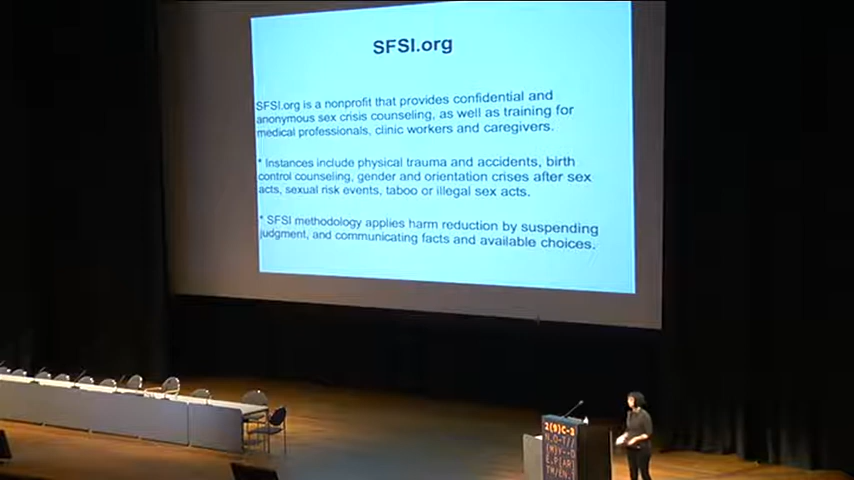 SFSI.org
SFSI.org is a nonprofit that provides confidential and
anonymous sex crisis counseling, as well as training for
medical professionals, clinic workers and caregivers.
* Instances include physical trauma and accidents, birth
control counseling, gender and orientation crises after sex
acts, sexual risk events, taboo or illegal sex acts.
* SFSI methodology applies harm reduction by suspending
judgment, and communicating facts and available choices.
2(9)C-3
N.O-T/